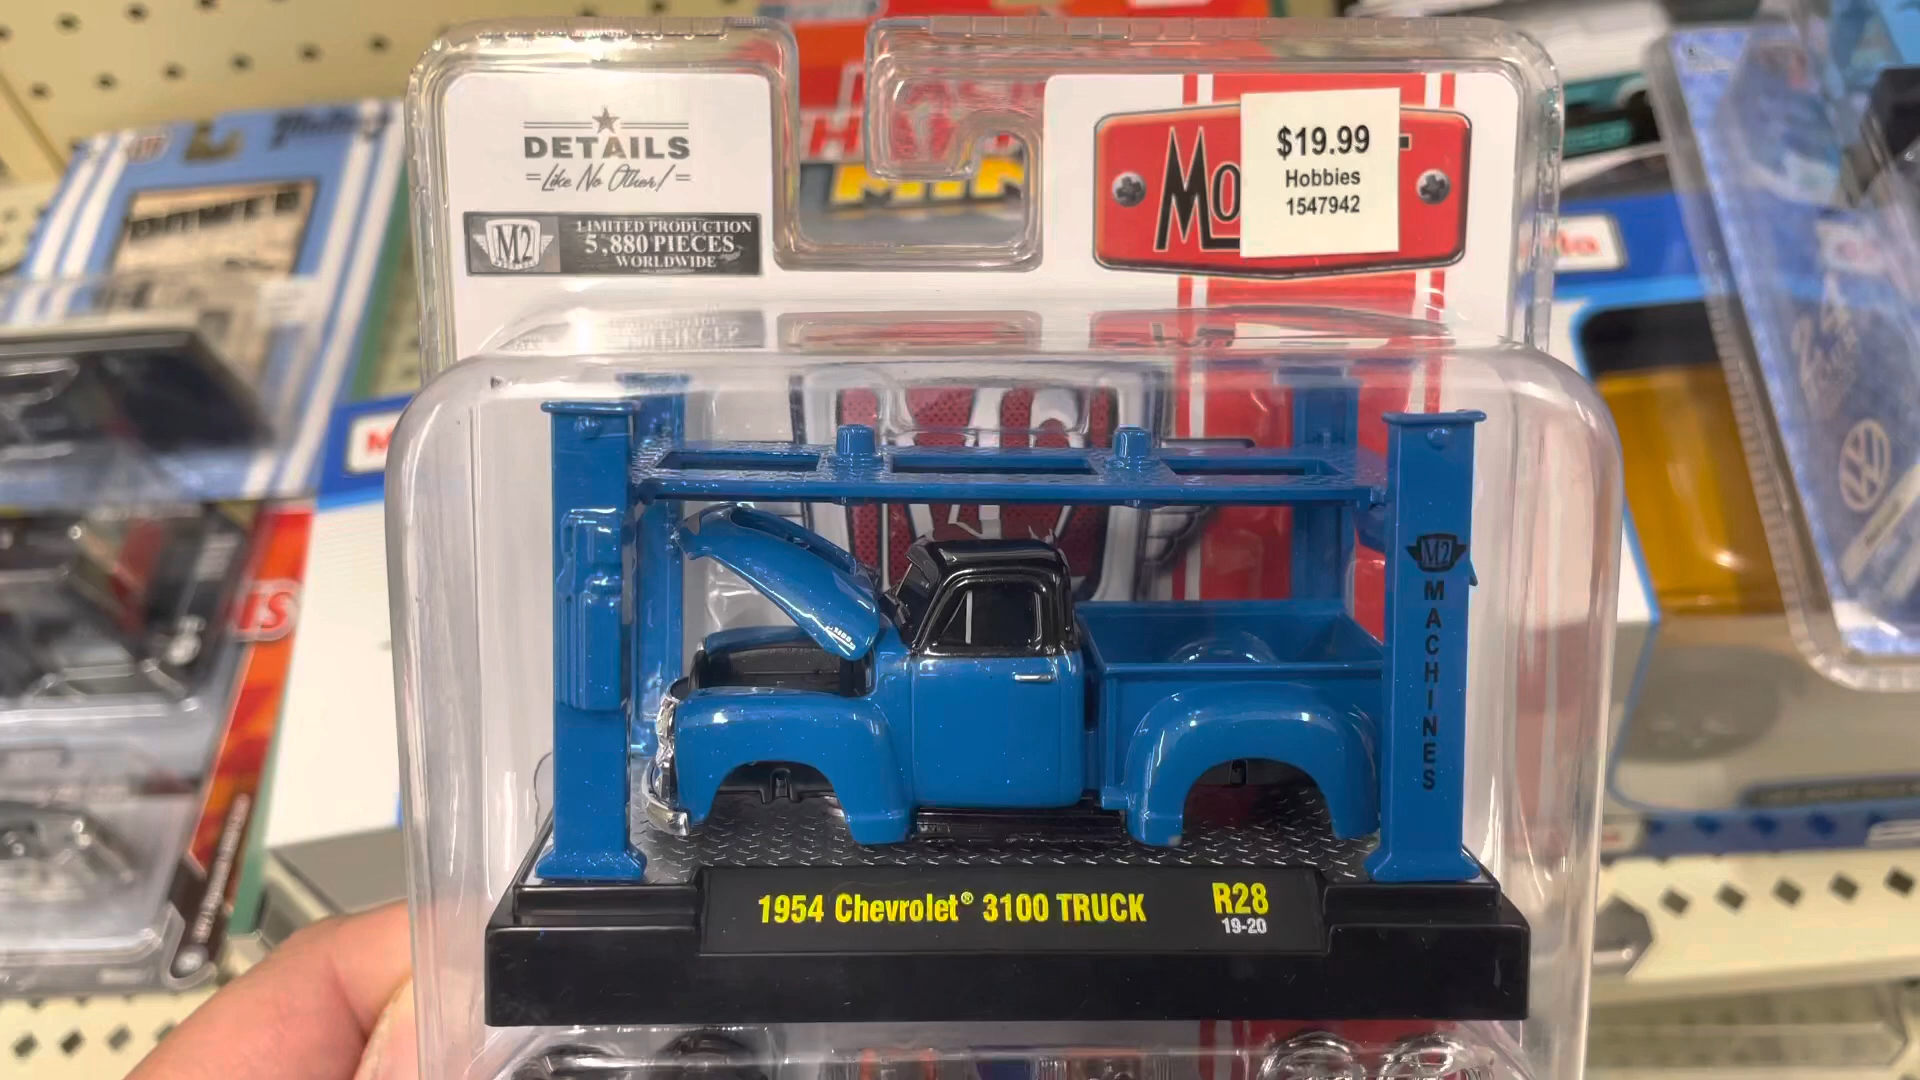 DETAILS
Like No Other!
M2
LIMITED PRODUCTION
5,880 PIECES
WORLDWIDE
$19.99
Hobbies
1547942
M2
MACHINES
1954 Chevrolet® 3100 TRUCK
R28
19-20